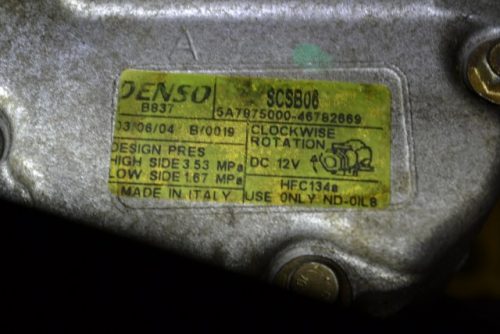 A
DENSO
B837
SCSB06
5A7875000-46782669
03/06/04 B/0019
CLOCKWISE
ROTATION
DESIGN PRES
HIGH SIDE 3.53 MPa
LOW SIDE 1.67 MPa
DC 12V
HFC134a
MADE IN ITALY
USE ONLY ND-OIL8